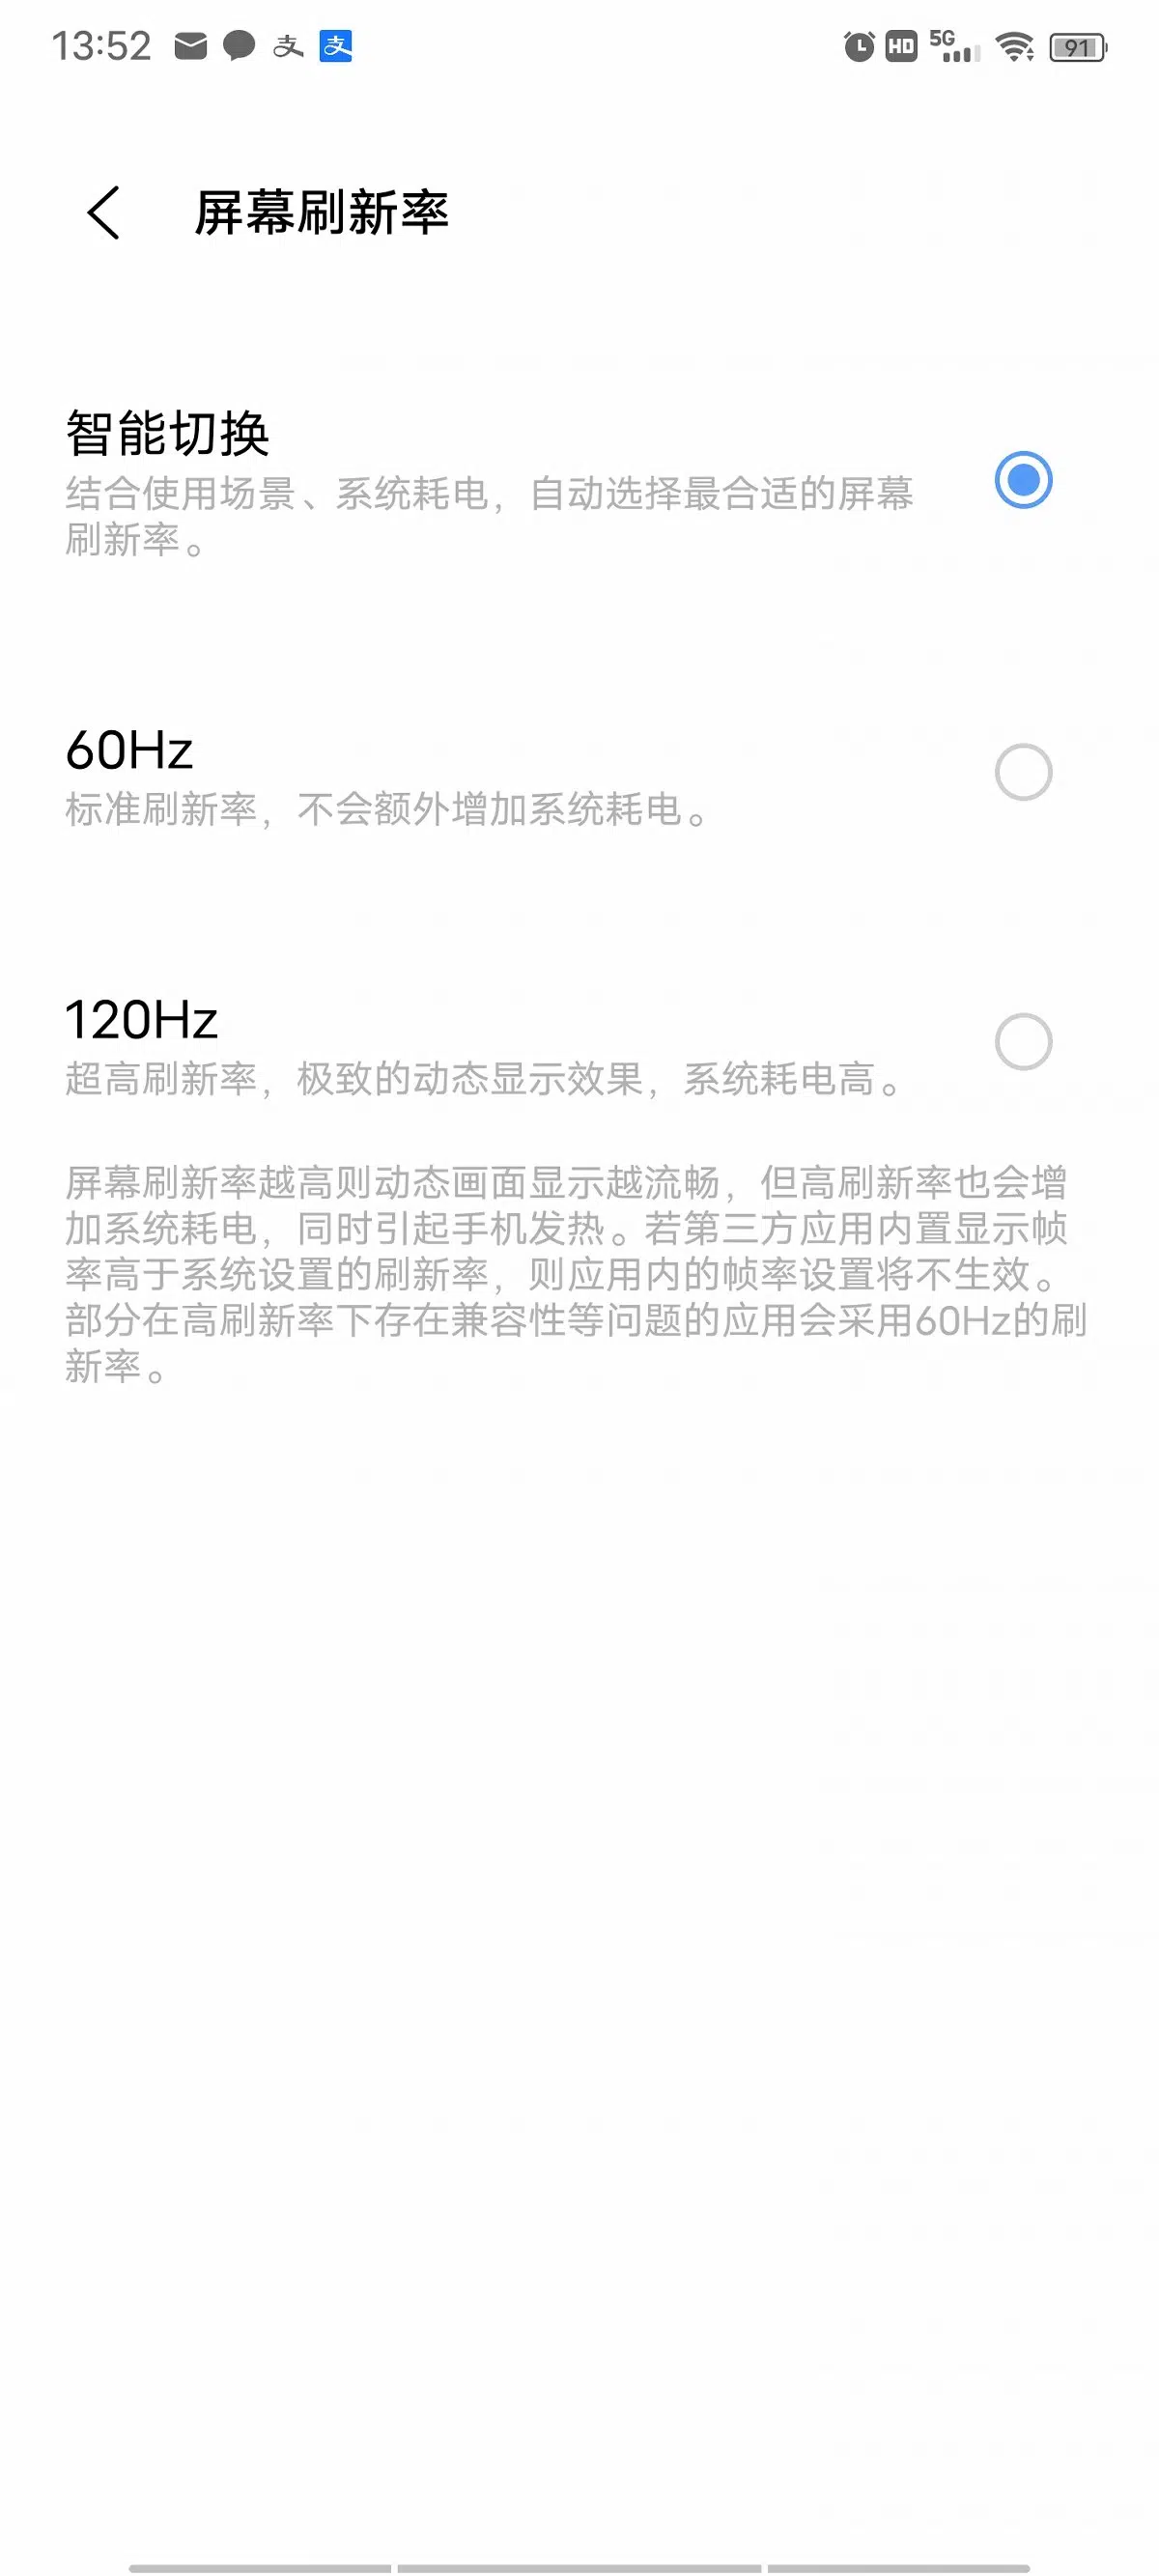 13:52 支 支 HD 5G 91
屏幕刷新率
智能切换
结合使用场景、系统耗电，自动选择最合适的屏幕
刷新率。
60Hz
标准刷新率，不会额外增加系统耗电。
120Hz
超高刷新率，极致的动态显示效果，系统耗电高。
屏幕刷新率越高则动态画面显示越流畅，但高刷新率也会增
加系统耗电，同时引起手机发热。若第三方应用内置显示帧
率高于系统设置的刷新率，则应用内的帧率设置将不生效。
部分在高刷新率下存在兼容性等问题的应用会采用60Hz的刷
新率。